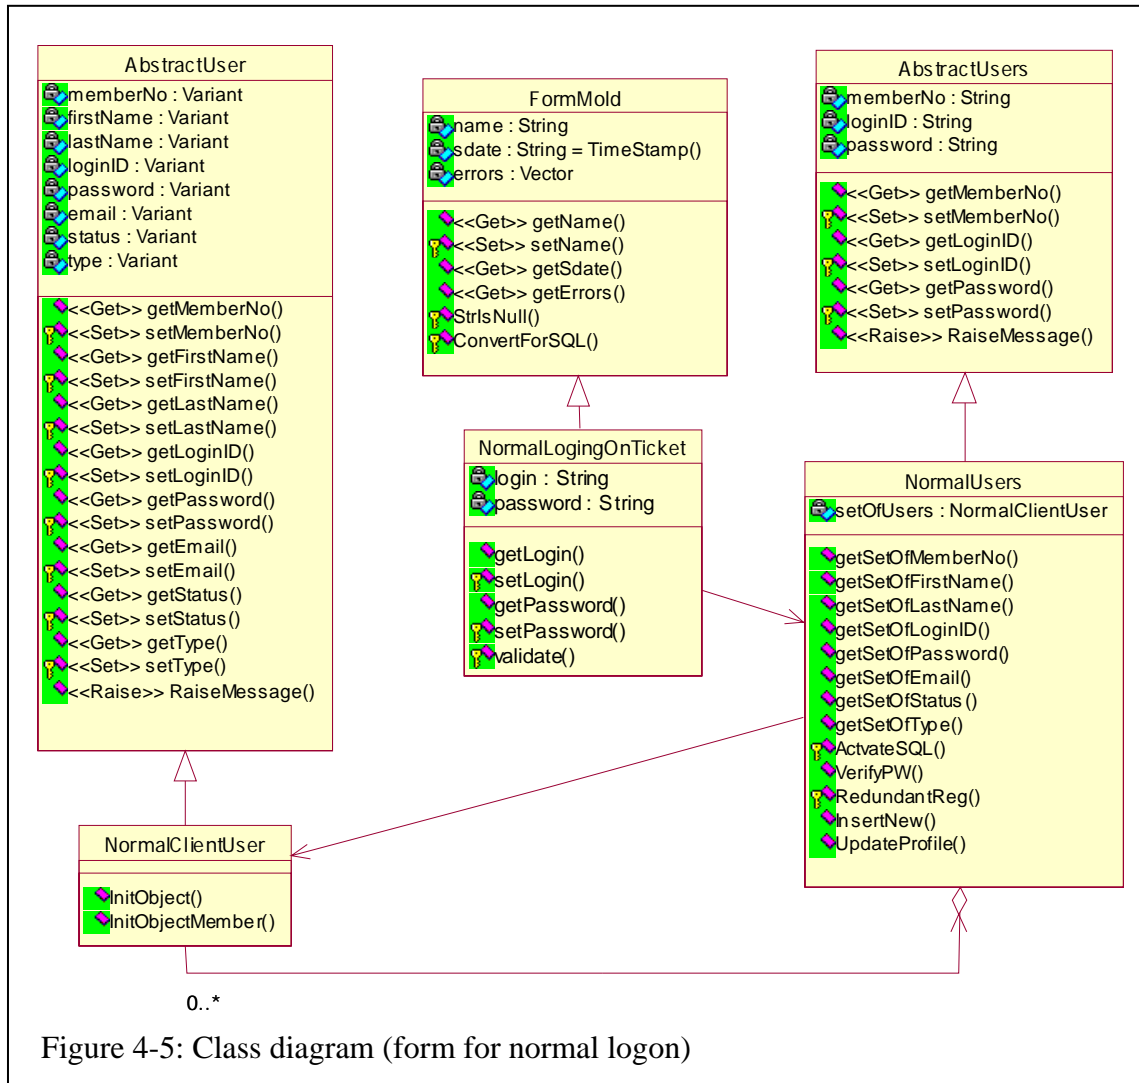 AbstractUser
memberNo : Variant
firstName : Variant
lastName : Variant
loginID : Variant
password : Variant
email : Variant
status : Variant
type : Variant
<<Get>> getMemberNo()
<<Set>> setMemberNo()
<<Get>> getFirstName()
<<Set>> setFirstName()
<<Get>> getLastName()
<<Set>> setLastName()
<<Get>> getLoginID()
<<Set>> setLoginID()
<<Get>> getPassword()
<<Set>> setPassword()
<<Get>> getEmail()
<<Set>> setEmail()
<<Get>> getStatus()
<<Set>> setStatus()
<<Get>> getType()
<<Set>> setType()
<<Raise>> RaiseMessage()
FormMold
name : String
sdate : String = TimeStamp()
errors : Vector
<<Get>> getName()
<<Set>> setName()
<<Get>> getSdate()
<<Get>> getErrors()
StrIsNull()
ConvertForSQL()
AbstractUsers
memberNo : String
loginID : String
password : String
<<Get>> getMemberNo()
<<Set>> setMemberNo()
<<Get>> getLoginID()
<<Set>> setLoginID()
<<Get>> getPassword()
<<Set>> setPassword()
<<Raise>> RaiseMessage()
NormalLogingOnTicket
login : String
password : String
getLogin()
setLogin()
getPassword()
setPassword()
validate()
NormalUsers
setOfUsers : NormalClientUser
getSetOfMemberNo()
getSetOfFirstName()
getSetOfLastName()
getSetOfLoginID()
getSetOfPassword()
getSetOfEmail()
getSetOfStatus()
getSetOfType()
ActvateSQL()
VerifyPW()
RedundantReg()
InsertNew()
UpdateProfile()
NormalClientUser
InitObject()
InitObjectMember()
0..*
Figure 4-5: Class diagram (form for normal logon)